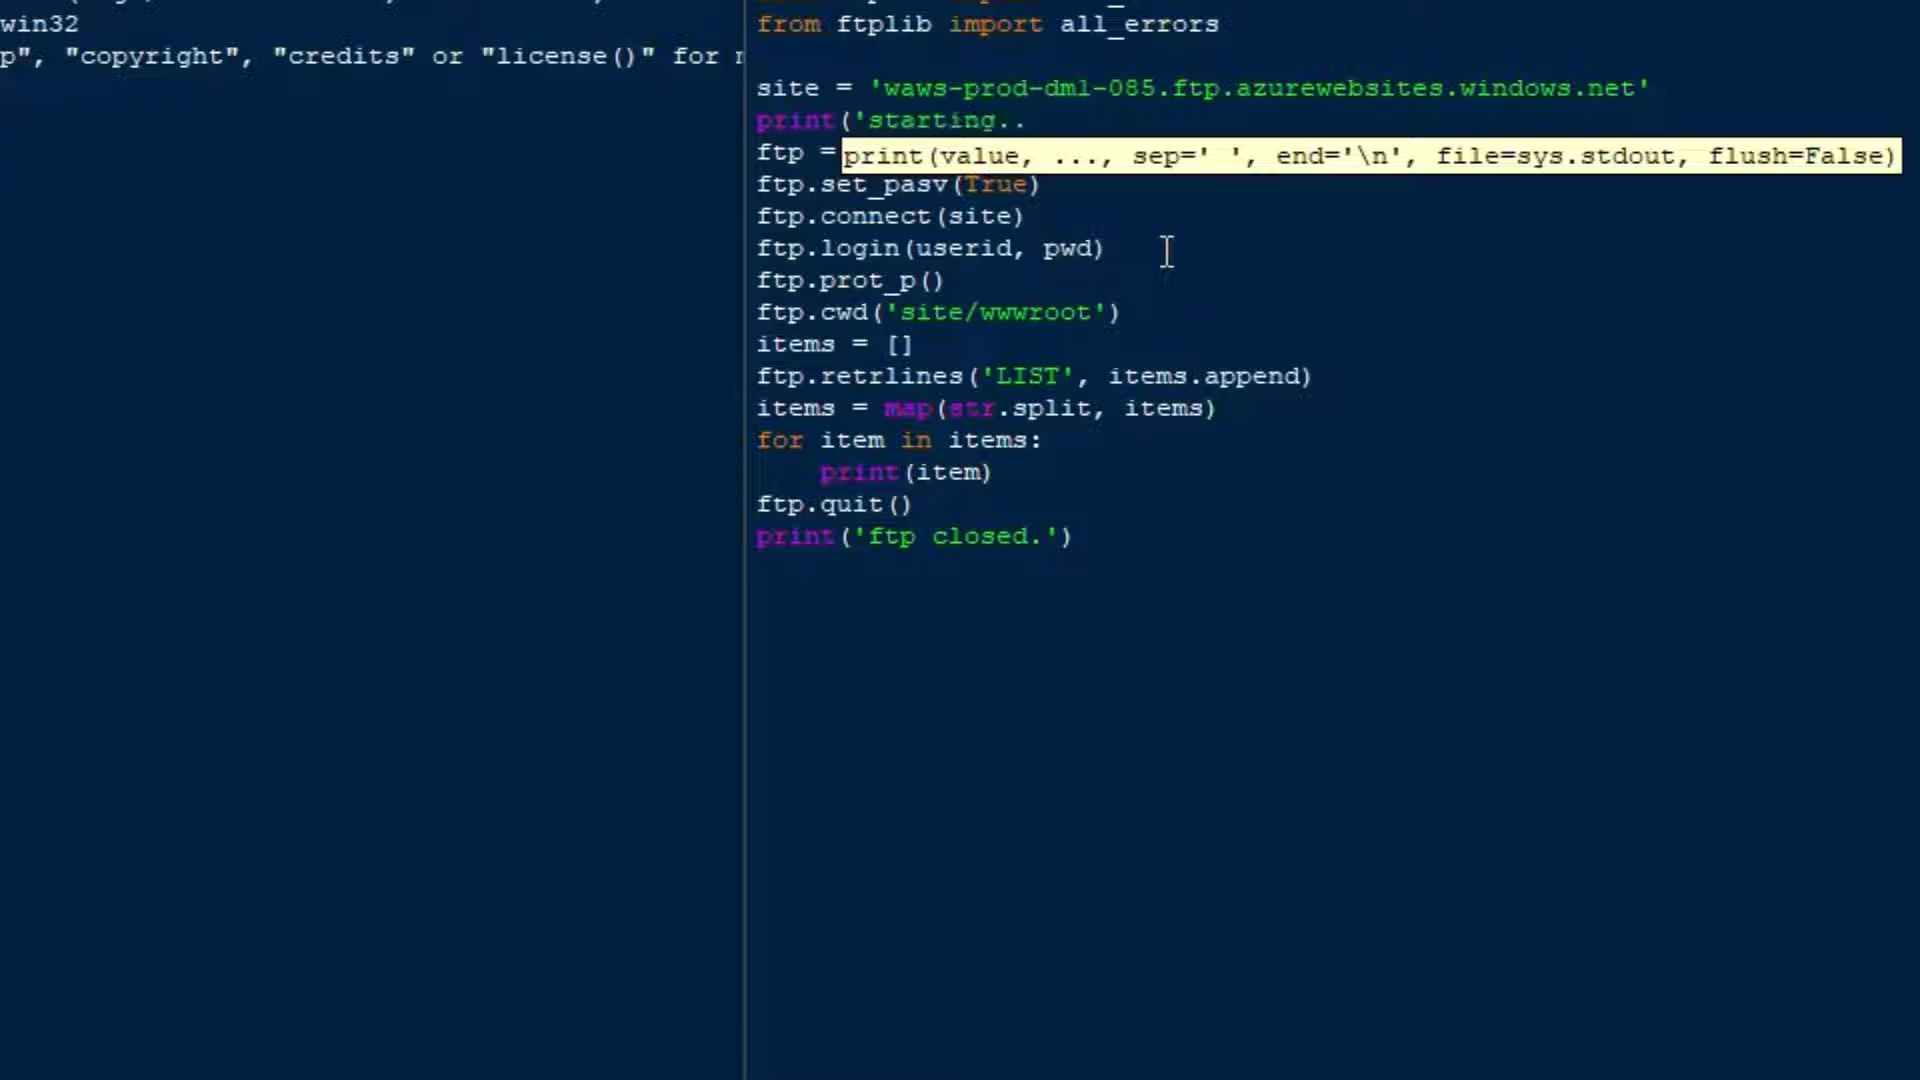 win32
p", "copyright", "credits" or "license()" for
from ftplib import all_errors
site = 'waws-prod-dm1-085.ftp.azurewebsites.windows.net'
print('starting..
ftp =
print(value, ..., sep=' ', end='\n', file=sys.stdout, flush=False)
ftp.set_pasv(True)
ftp.connect(site)
ftp.login(userid, pwd)
ftp.prot_p()
ftp.cwd('site/wwwroot')
items = []
ftp.retrlines('LIST', items.append)
items = map(str.split, items)
for item in items:
    print(item)
ftp.quit()
print('ftp closed.')